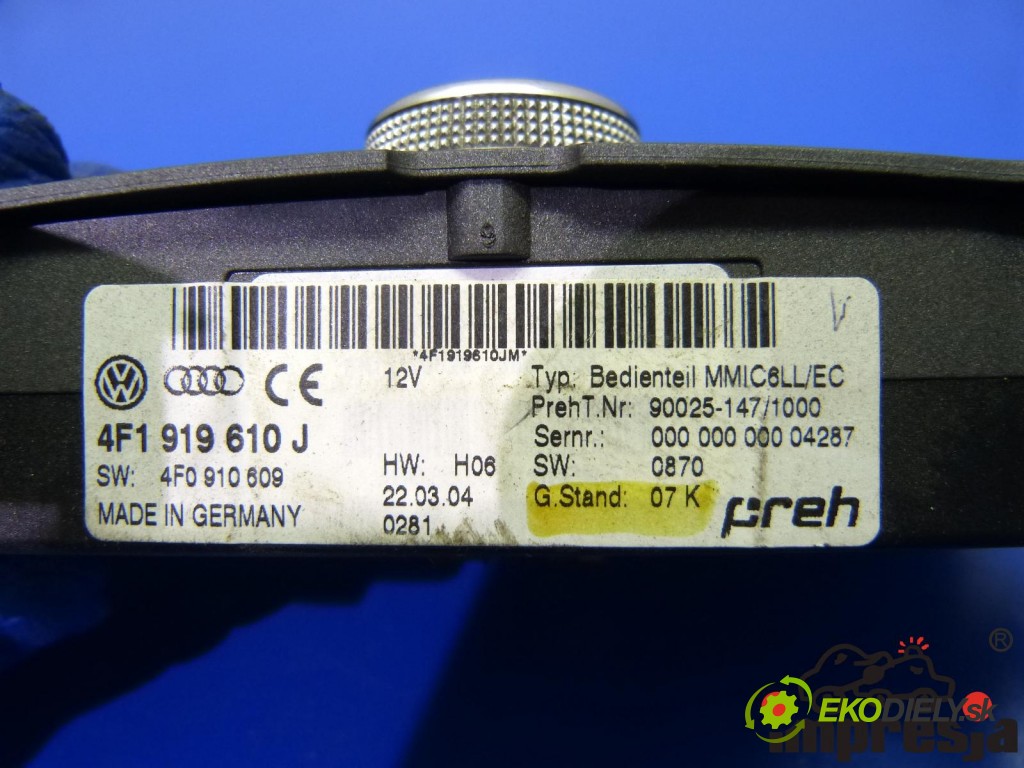 9
V
*4F1919610JM*
CE 12V Typ: Bedienteil MMIC6LL/EC
PrehT.Nr: 90025-147/1000
4F1 919 610 J Sernr.: 000 000 000 04287
SW: 4F0 910 609 HW: H06 SW: 0870
22.03.04 G.Stand: 07 K preh
MADE IN GERMANY 0281
®
EKODIELY.sk
impresja